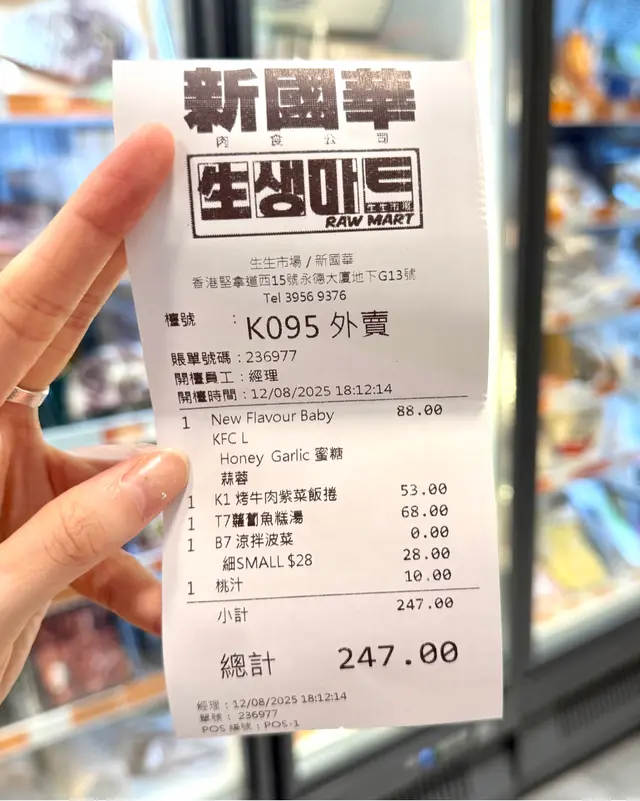 新國華
肉食公司
生생마트
生生市場
RAW MART
生生市場 / 新國華
香港堅拿道西15號永德大廈地下G13號
Tel 3956 9376
檯號 : K095 外賣
賬單號碼 : 236977
開檯員工 : 經理
開檯時間 : 12/08/2025 18:12:14
1 New Flavour Baby 88.00
KFC L
Honey Garlic 蜜糖
蒜蓉
1 K1 烤牛肉紫菜飯捲 53.00
1 T7蘿蔔魚糕湯 68.00
1 B7 涼拌波菜 0.00
細SMALL $28 28.00
1 桃汁 10.00
小計 247.00
總計 247.00
經理 : 12/08/2025 18:12:14
單號 : 236977
POS 編號 : POS-1